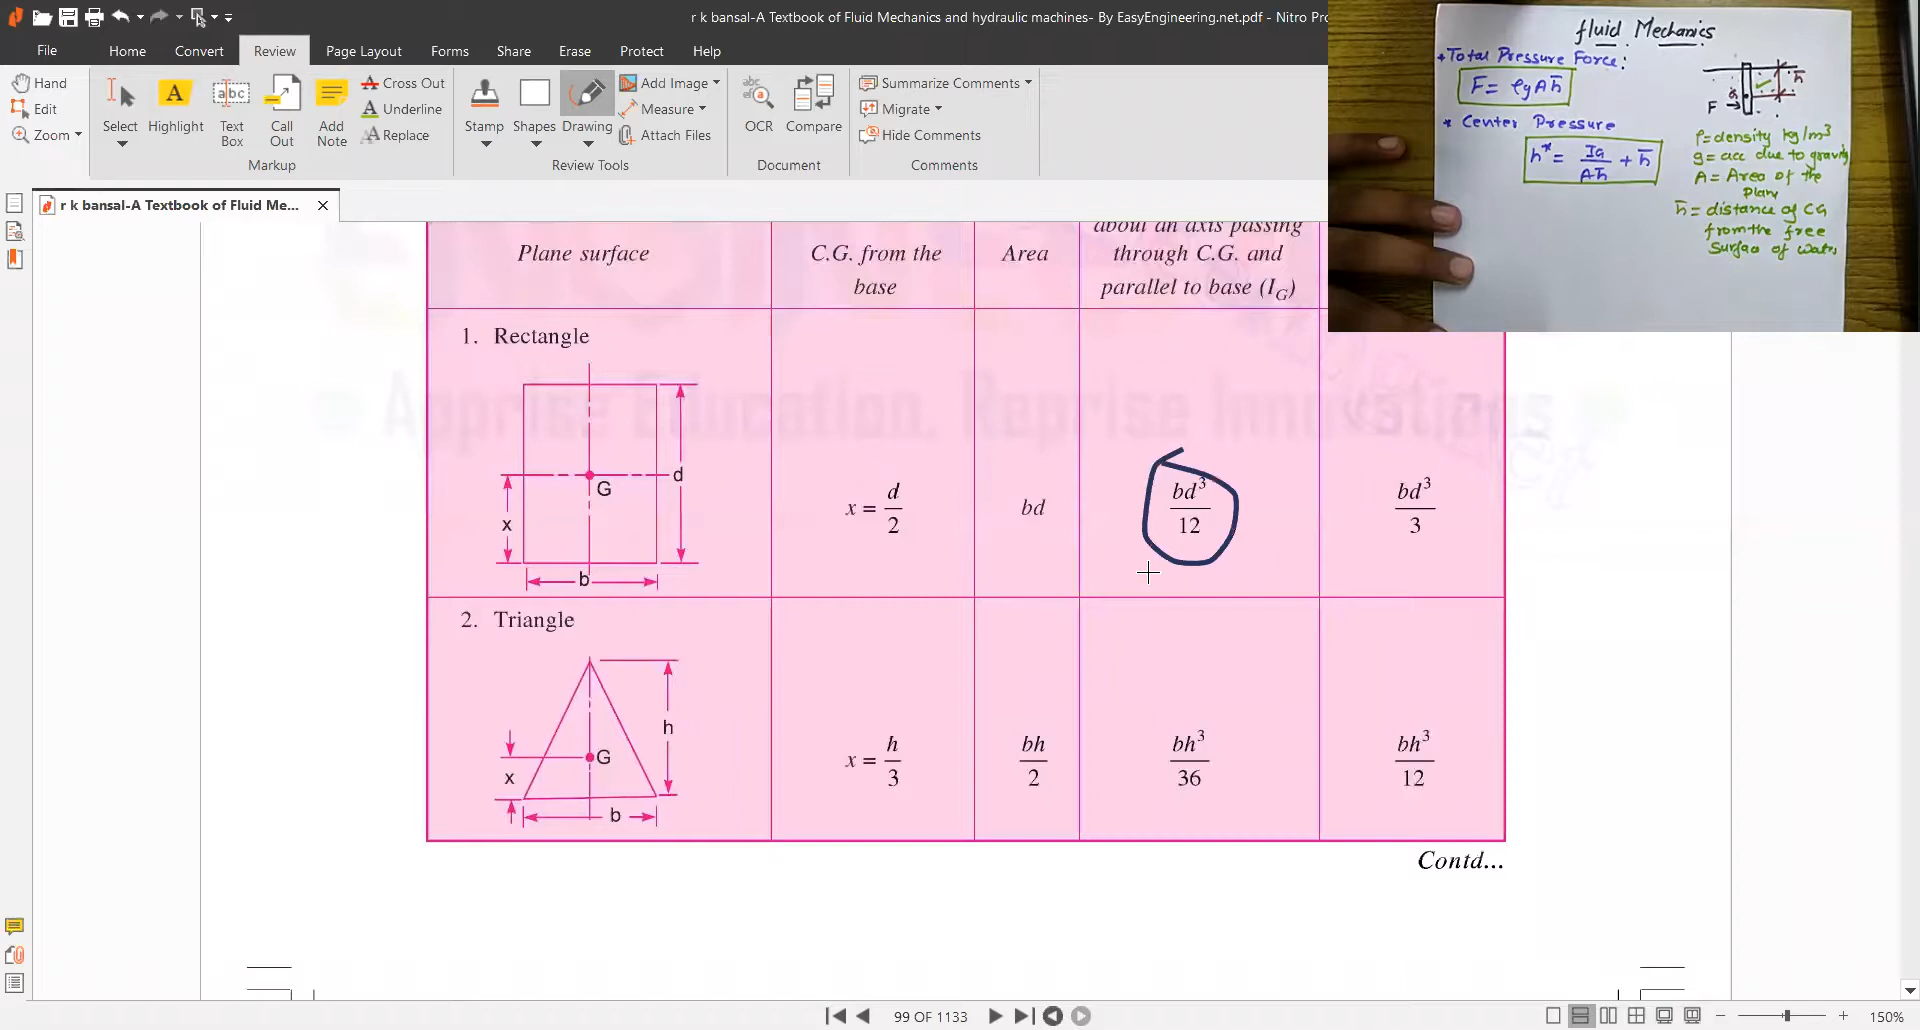 r k bansal-A Textbook of Fluid Mechanics and hydraulic machines- By EasyEngineering.net.pdf - Nitro Pro
File Home Convert Review Page Layout Forms Share Erase Protect Help
Hand
Edit
Zoom
Select
Highlight
Text Box
Call Out
Add Note
Cross Out
Underline
Replace
Markup
Stamp
Shapes
Drawing
Add Image
Measure
Attach Files
Review Tools
OCR
Compare
Document
Summarize Comments
Migrate
Hide Comments
Comments
r k bansal-A Textbook of Fluid Me...
fluid Mechanics
* Total Pressure Force:
F = ρgAh̅
* Center Pressure
h* = IG/Ah̅ + h̅
h̅
F
ρ = density kg/m³
g = acc due to gravity
A = Area of the
plan
h̅ = distance of CG
from the free
Surface of water
Plane surface
C.G. from the
base
Area
about an axis passing
through C.G. and
parallel to base (IG)
1. Rectangle
G
d
x
b
x = d/2
bd
bd³/12
bd³/3
2. Triangle
h
G
x
b
x = h/3
bh/2
bh³/36
bh³/12
Contd...
Apprise Education, Reprise Innovations
99 OF 1133
150%